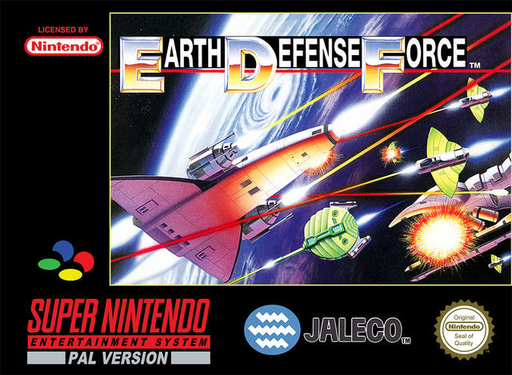 LICENSED BY
Nintendo
EARTH DEFENSE FORCE TM
SUPER NINTENDO
ENTERTAINMENT SYSTEM
PAL VERSION
JALECO TM
Original
Nintendo
Seal of
Quality